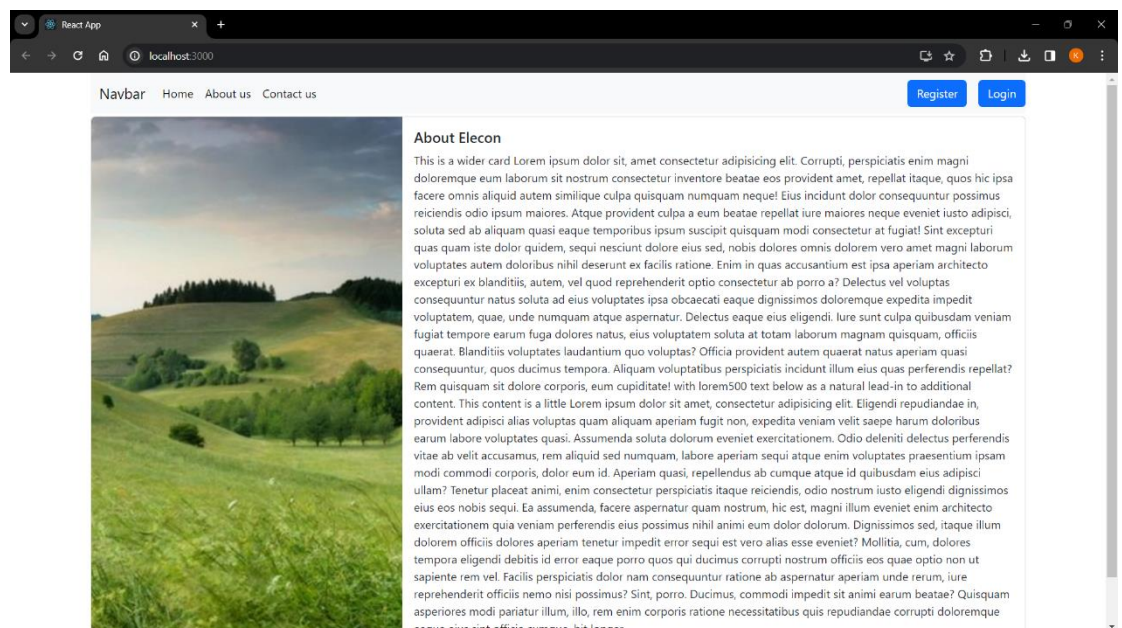 React App
localhost:3000
K
Navbar Home About us Contact us Register Login
About Elecon
This is a wider card Lorem ipsum dolor sit, amet consectetur adipisicing elit. Corrupti, perspiciatis enim magni
doloremque eum laborum sit nostrum consectetur inventore beatae eos provident amet, repellat itaque, quos hic ipsa
facere omnis aliquid autem similique culpa quisquam numquam neque! Eius incidunt dolor consequuntur possimus
reiciendis odio ipsum maiores. Atque provident culpa a eum beatae repellat iure maiores neque eveniet iusto adipisci,
soluta sed ab aliquam quasi eaque temporibus ipsum suscipit quisquam modi consectetur at fugiat! Sint excepturi
quas quam iste dolor quidem, sequi nesciunt dolore eius sed, nobis dolores omnis dolorem vero amet magni laborum
voluptates autem doloribus nihil deserunt ex facilis ratione. Enim in quas accusantium est ipsa aperiam architecto
excepturi ex blanditiis, autem, vel quod reprehenderit optio consectetur ab porro a? Delectus vel voluptas
consequuntur natus soluta ad eius voluptates ipsa obcaecati eaque dignissimos doloremque expedita impedit
voluptatem, quae, unde numquam atque aspernatur. Delectus eaque eius eligendi. Iure sunt culpa quibusdam veniam
fugiat tempore earum fuga dolores natus, eius voluptatem soluta at totam laborum magnam quisquam, officiis
quaerat. Blanditiis voluptates laudantium quo voluptas? Officia provident autem quaerat natus aperiam quasi
consequuntur, quos ducimus tempora. Aliquam voluptatibus perspiciatis incidunt illum eius quas perferendis repellat?
Rem quisquam sit dolore corporis, eum cupiditate! with lorem500 text below as a natural lead-in to additional
content. This content is a little Lorem ipsum dolor sit amet, consectetur adipisicing elit. Eligendi repudiandae in,
provident adipisci alias voluptas quam aliquam aperiam fugit non, expedita veniam velit saepe harum doloribus
earum labore voluptates quasi. Assumenda soluta dolorum eveniet exercitationem. Odio deleniti delectus perferendis
vitae ab velit accusamus, rem aliquid sed numquam, labore aperiam sequi atque enim voluptates praesentium ipsam
modi commodi corporis, dolor eum id. Aperiam quasi, repellendus ab cumque atque id quibusdam eius adipisci
ullam? Tenetur placeat animi, enim consectetur perspiciatis itaque reiciendis, odio nostrum iusto eligendi dignissimos
eius eos nobis sequi. Ea assumenda, facere aspernatur quam nostrum, hic est, magni illum eveniet enim architecto
exercitationem quia veniam perferendis eius possimus nihil animi eum dolor dolorum. Dignissimos sed, itaque illum
dolorem officiis dolores aperiam tenetur impedit error sequi est vero alias esse eveniet? Mollitia, cum, dolores
tempora eligendi debitis id error eaque porro quos qui ducimus corrupti nostrum officiis eos quae optio non ut
sapiente rem vel. Facilis perspiciatis dolor nam consequuntur ratione ab aspernatur aperiam unde rerum, iure
reprehenderit officiis nemo nisi possimus? Sint, porro. Ducimus, commodi impedit sit animi earum beatae? Quisquam
asperiores modi pariatur illum, illo, rem enim corporis ratione necessitatibus quis repudiandae corrupti doloremque